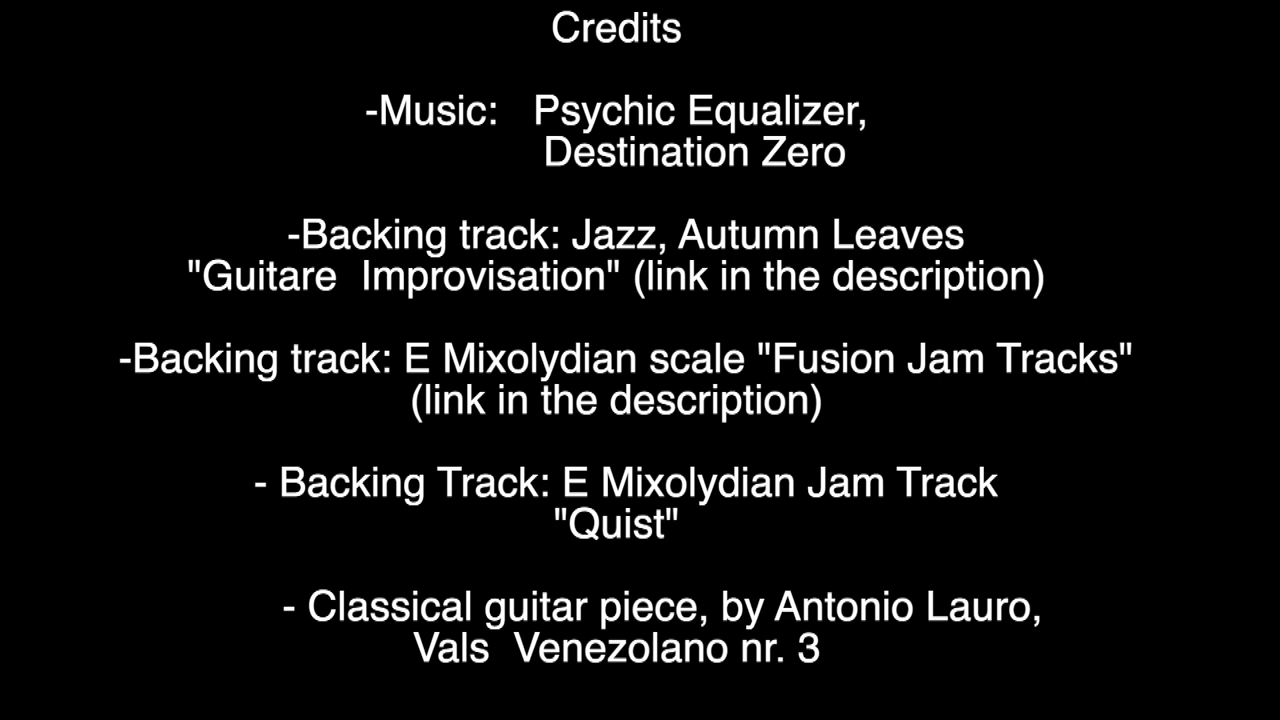 Credits
-Music: Psychic Equalizer,
Destination Zero
-Backing track: Jazz, Autumn Leaves
"Guitare Improvisation" (link in the description)
-Backing track: E Mixolydian scale "Fusion Jam Tracks"
(link in the description)
- Backing Track: E Mixolydian Jam Track
"Quist"
- Classical guitar piece, by Antonio Lauro,
Vals Venezolano nr. 3